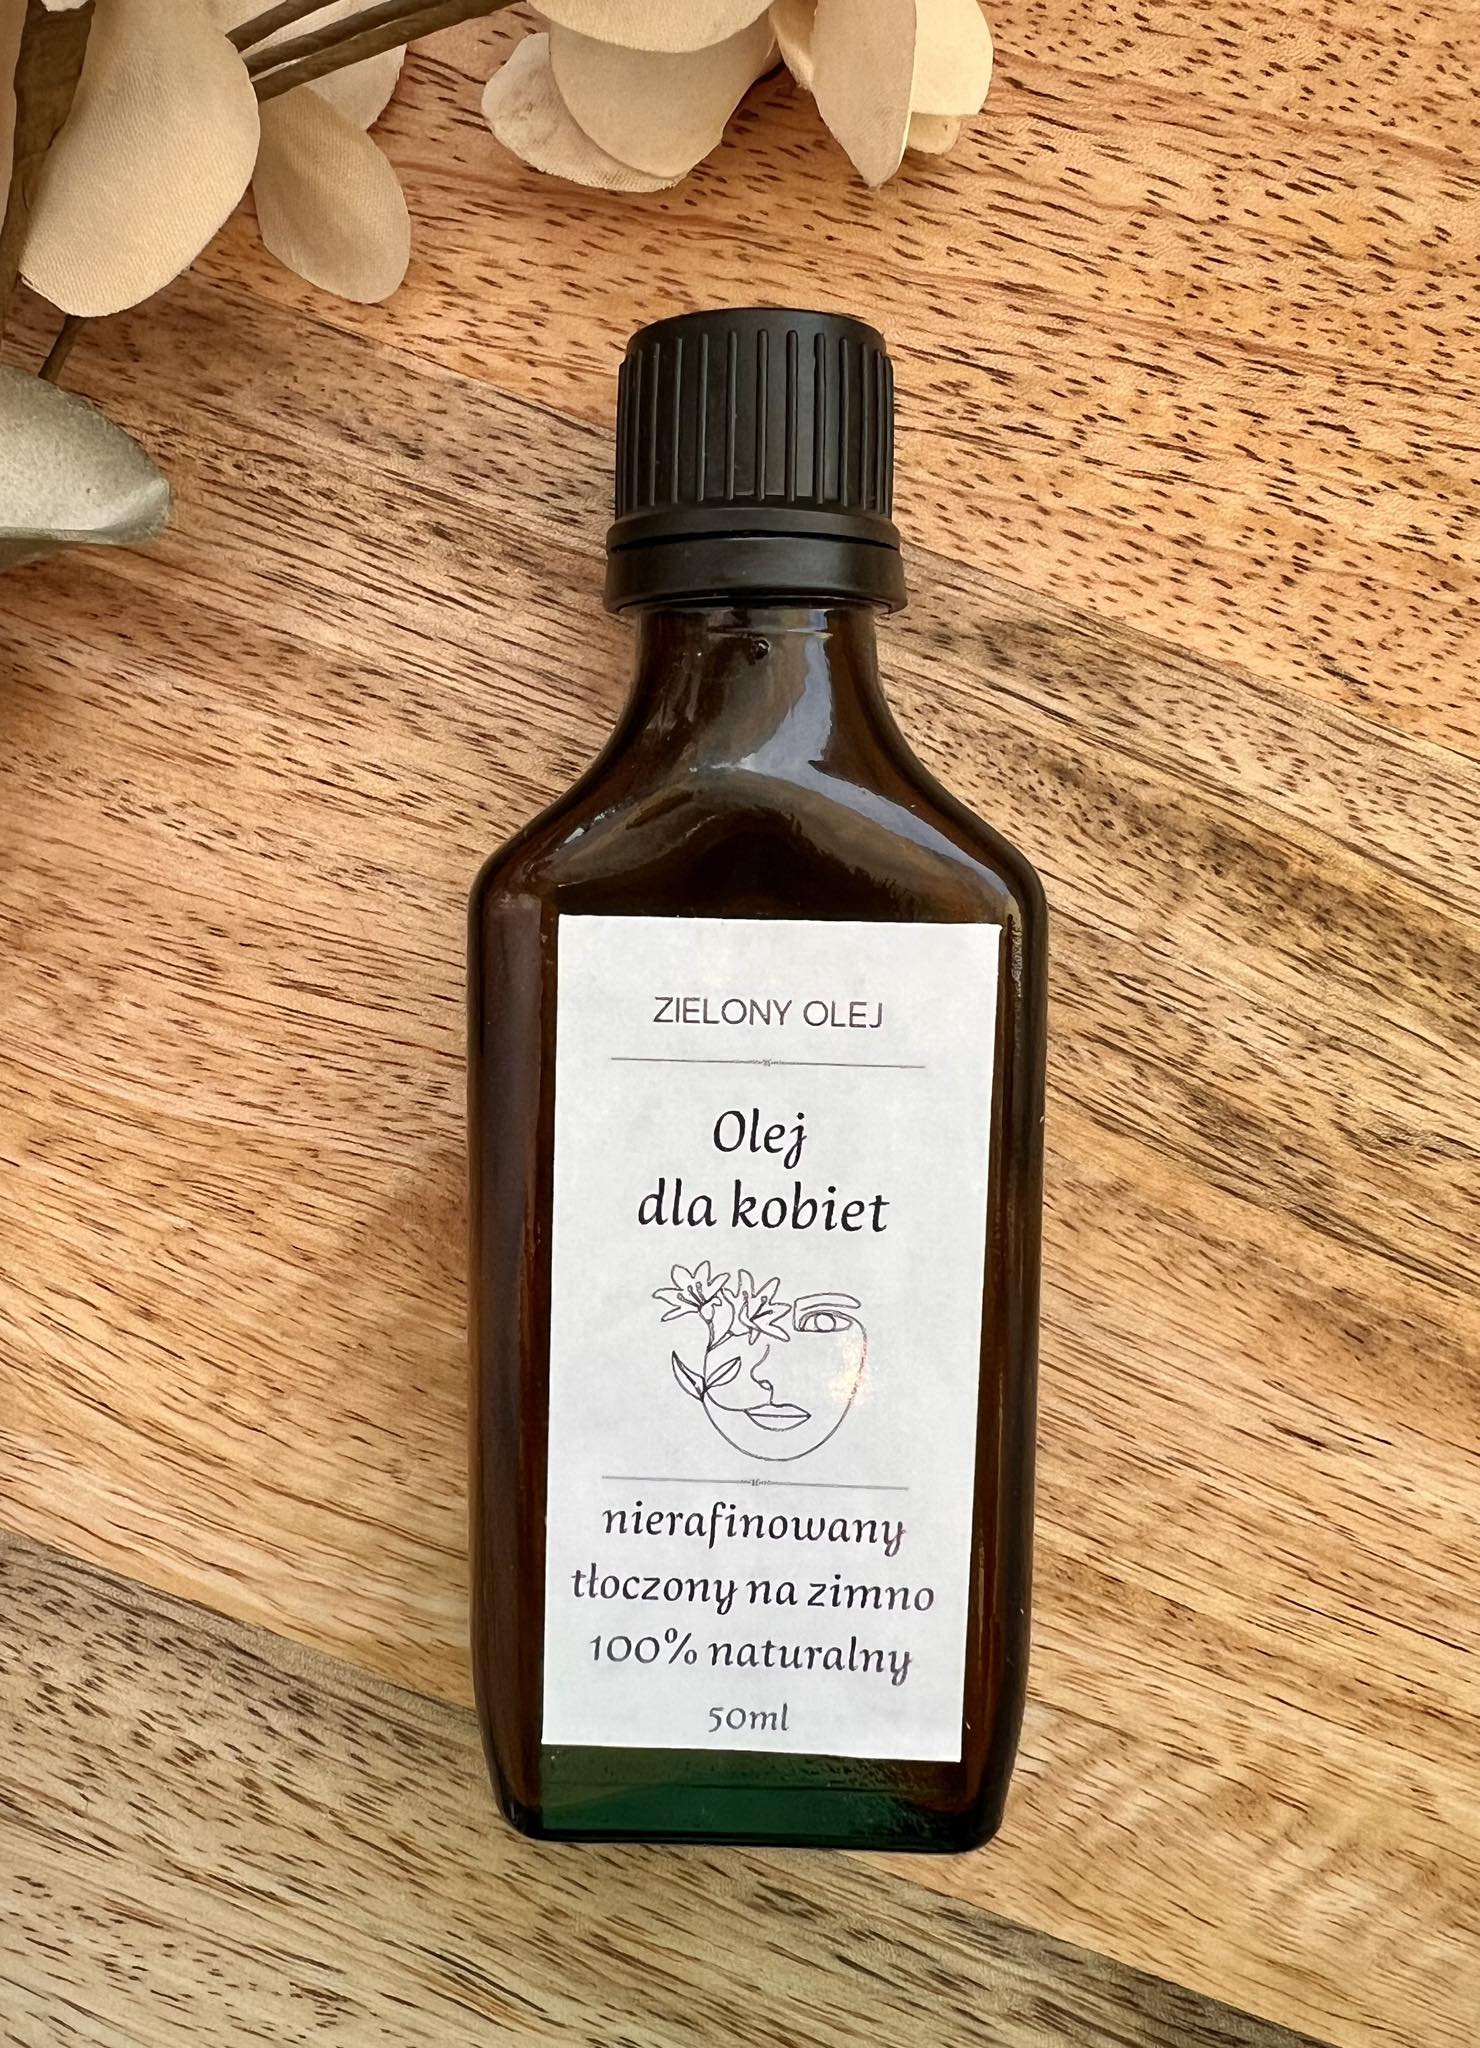 ZIELONY OLEJ
Olej
dla kobiet
nierafinowany
tłoczony na zimno
100% naturalny
50ml